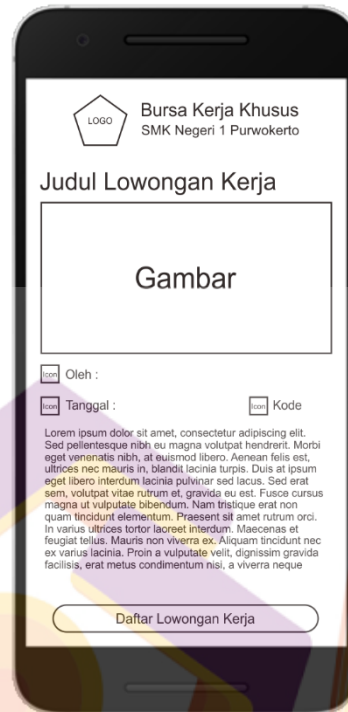 LOGO
Bursa Kerja Khusus
SMK Negeri 1 Purwokerto
Judul Lowongan Kerja
Gambar
Icon Oleh :
Icon Tanggal : Icon Kode
Lorem ipsum dolor sit amet, consectetur adipiscing elit.
Sed pellentesque nibh eu magna volutpat hendrerit. Morbi
eget venenatis nibh, at euismod libero. Aenean felis est,
ultrices nec mauris in, blandit lacinia turpis. Duis at ipsum
eget libero interdum lacinia pulvinar sed lacus. Sed erat
sem, volutpat vitae rutrum et, gravida eu est. Fusce cursus
magna ut vulputate bibendum. Nam tristique erat non
quam tincidunt elementum. Praesent sit amet rutrum orci.
In varius ultrices tortor laoreet interdum. Maecenas et
feugiat tellus. Mauris non viverra ex. Aliquam tincidunt nec
ex varius lacinia. Proin a vulputate velit, dignissim gravida
facilisis, erat metus condimentum nisi, a viverra neque
Daftar Lowongan Kerja